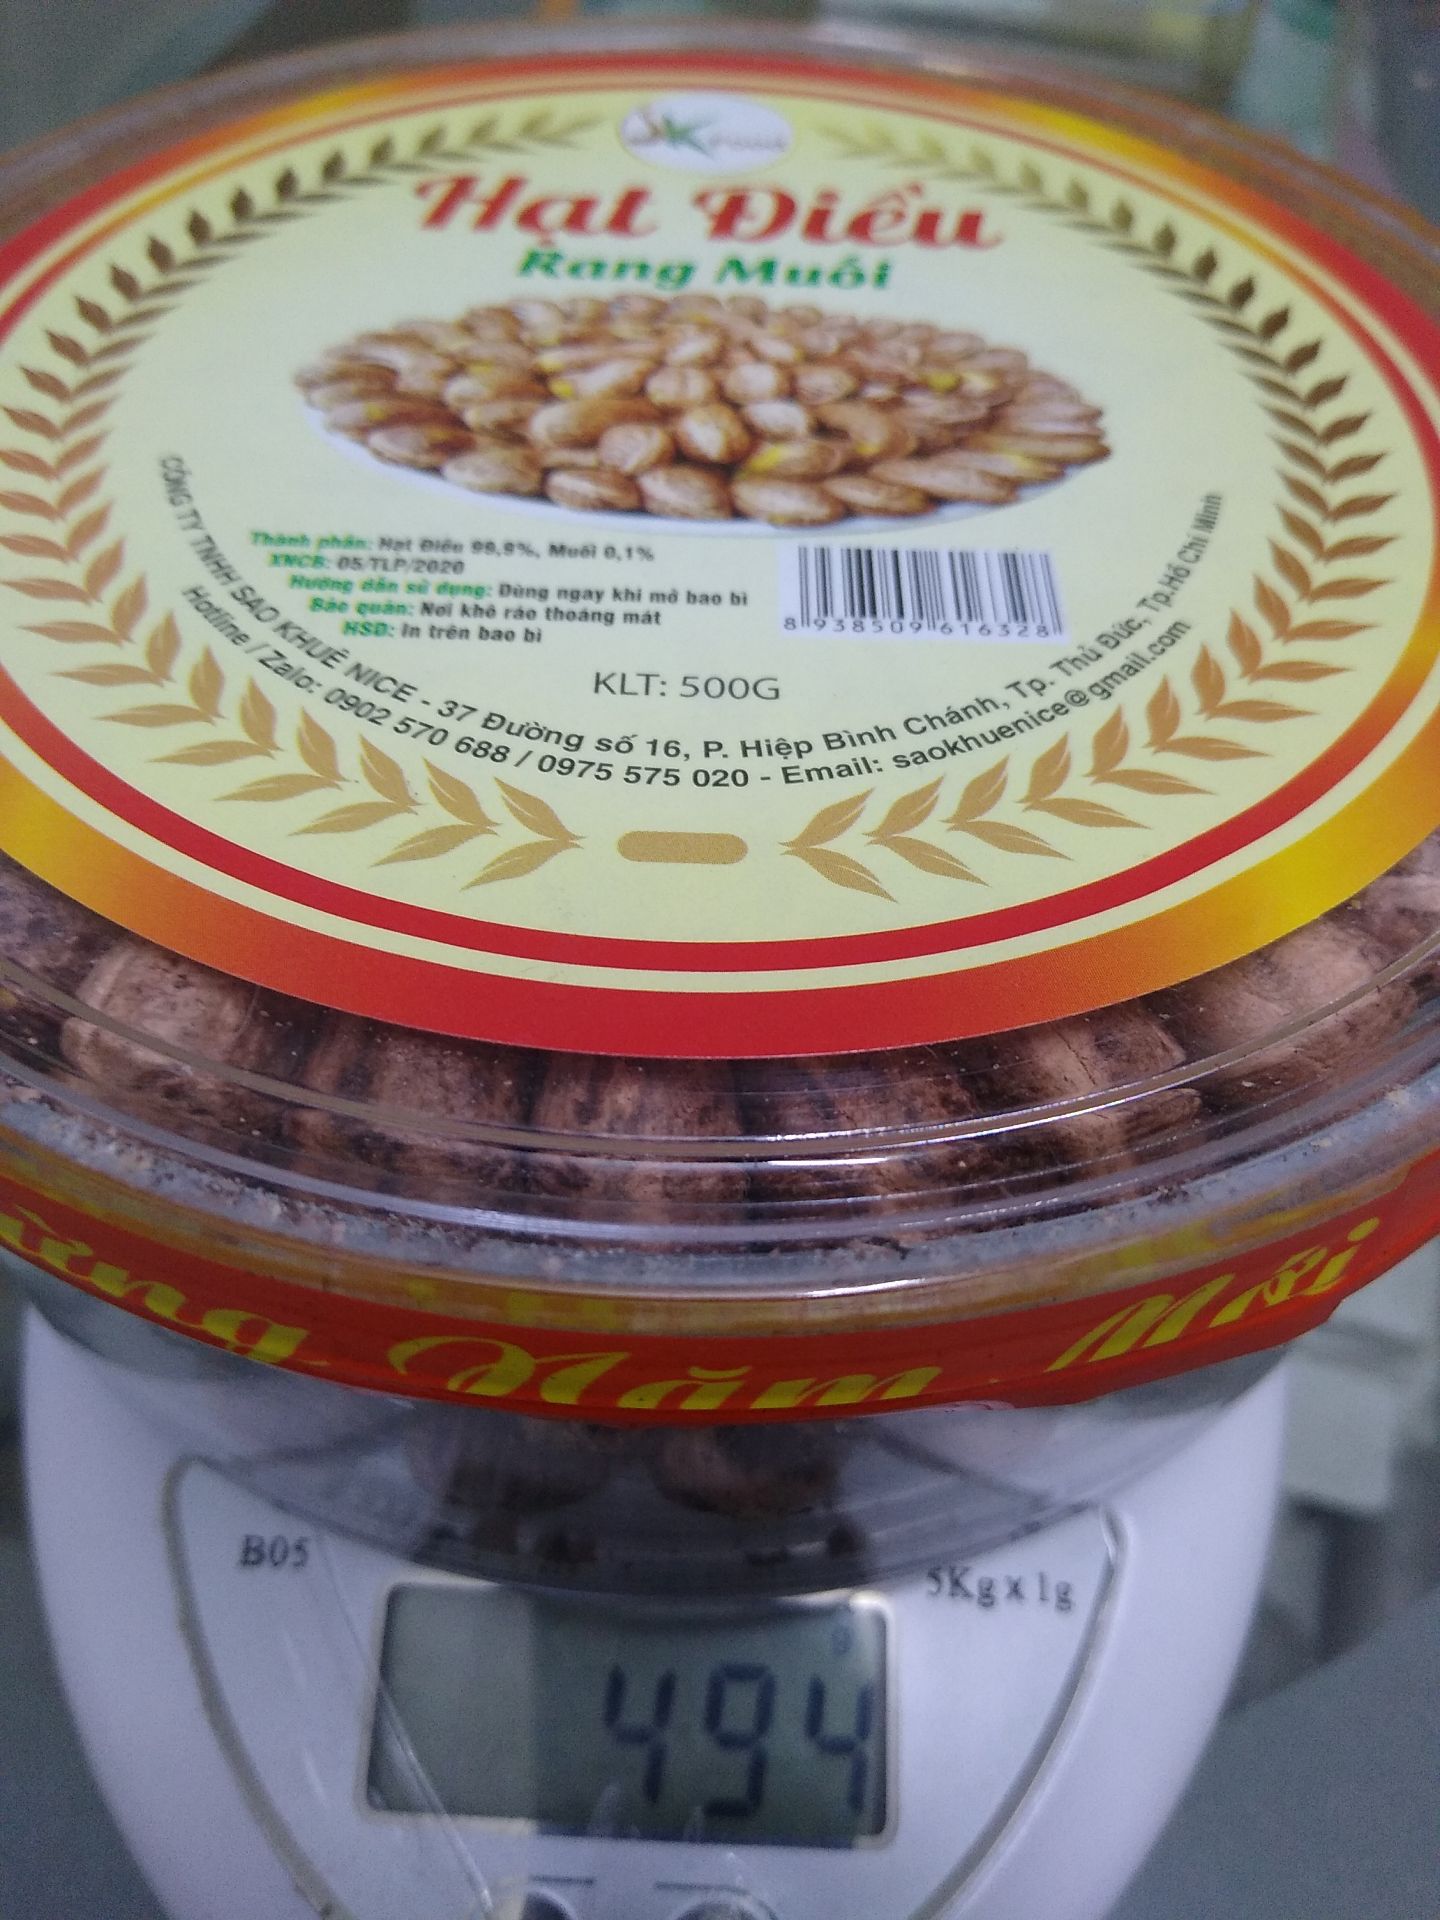 Hạt Điều
Rang Muối
Thành phần: Hạt Điều 99,9%, Muối 0,1%
XNCB: 05/TLP/2020
Hướng dẫn sử dụng: Dùng ngay khi mở bao bì
Bảo quản: Nơi khô ráo thoáng mát
HSD: In trên bao bì
8 938509 616328
KLT: 500G
CÔNG TY TNHH SAO KHUÊ NICE - 37 Đường số 16, P. Hiệp Bình Chánh, Tp. Thủ Đức, Tp.Hồ Chí Minh
Hotline / Zalo: 0902 570 688 / 0975 575 020 - Email: saokhuenice@gmail.com
Năm Mới
B05
5Kg x 1g
494